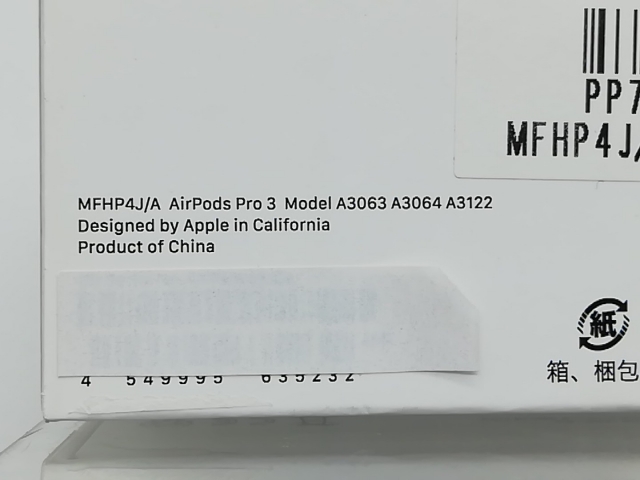 PP7
MFHP4J/
MFHP4J/A AirPods Pro 3 Model A3063 A3064 A3122
Designed by Apple in California
Product of China
4 549995 635232
紙
箱、梱包